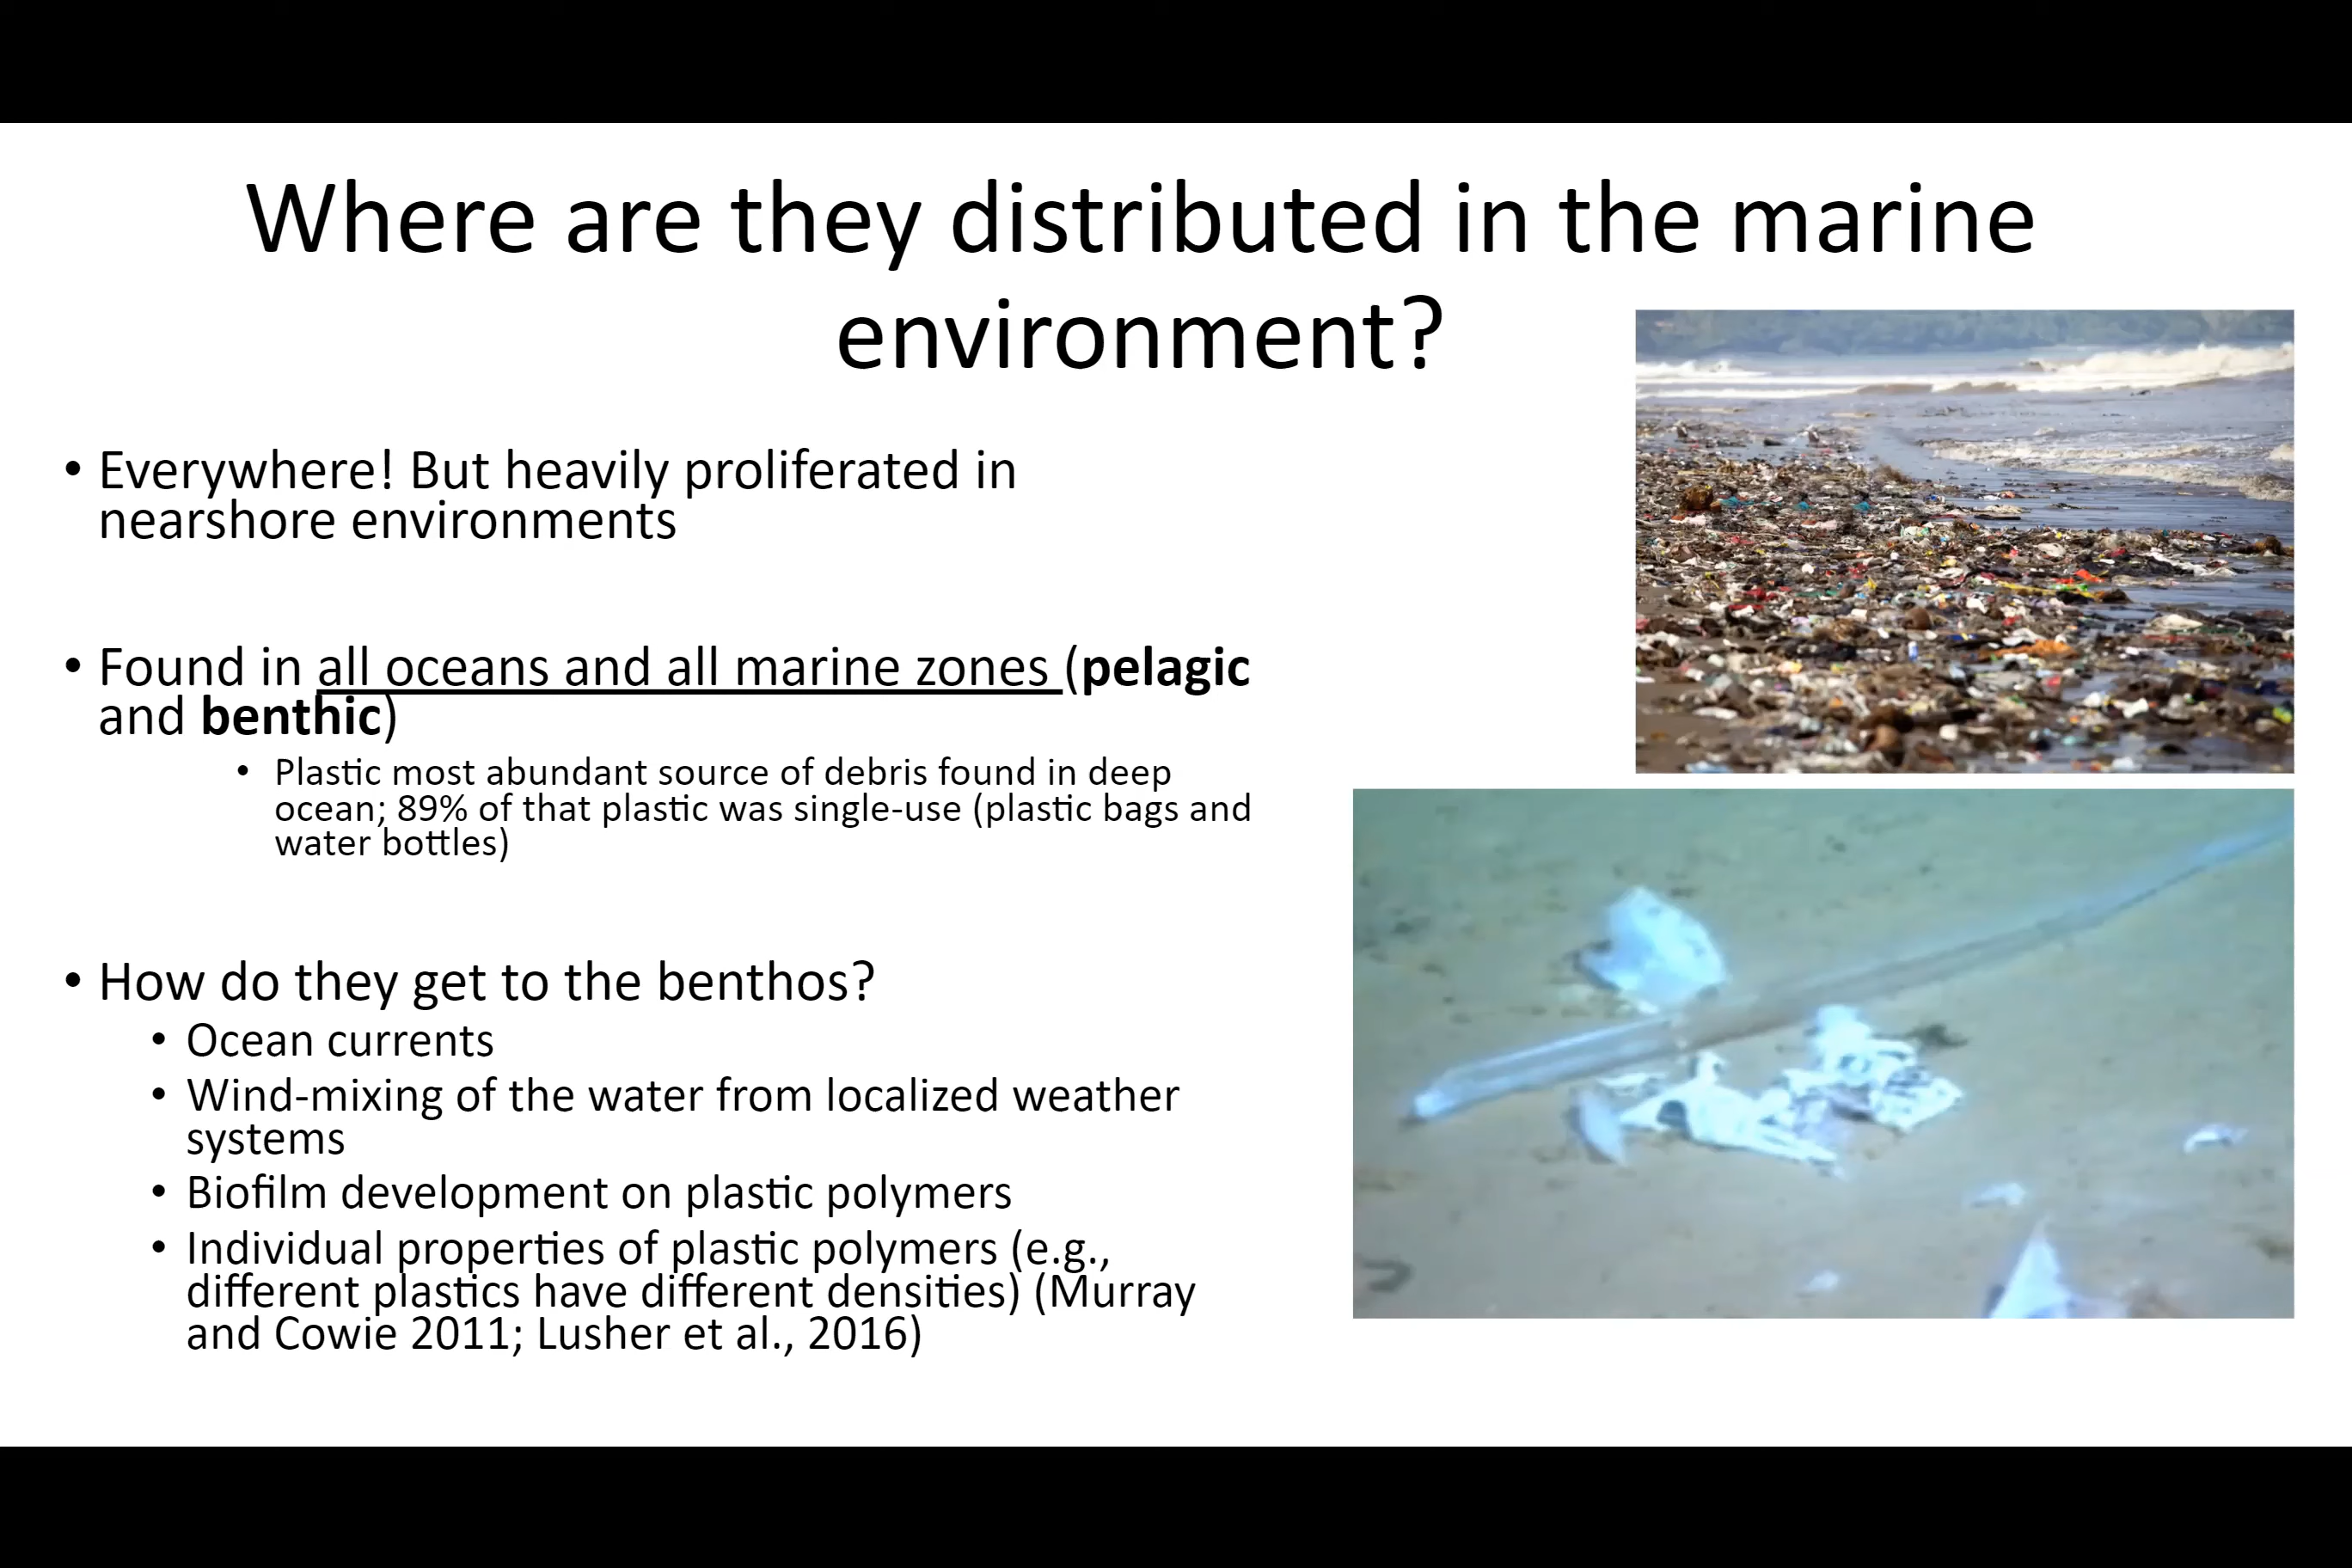 Where are they distributed in the marine
environment?
• Everywhere! But heavily proliferated in
nearshore environments
• Found in all oceans and all marine zones (pelagic
and benthic)
• Plastic most abundant source of debris found in deep
ocean; 89% of that plastic was single-use (plastic bags and
water bottles)
• How do they get to the benthos?
• Ocean currents
• Wind-mixing of the water from localized weather
systems
• Biofilm development on plastic polymers
• Individual properties of plastic polymers (e.g.,
different plastics have different densities) (Murray
and Cowie 2011; Lusher et al., 2016)